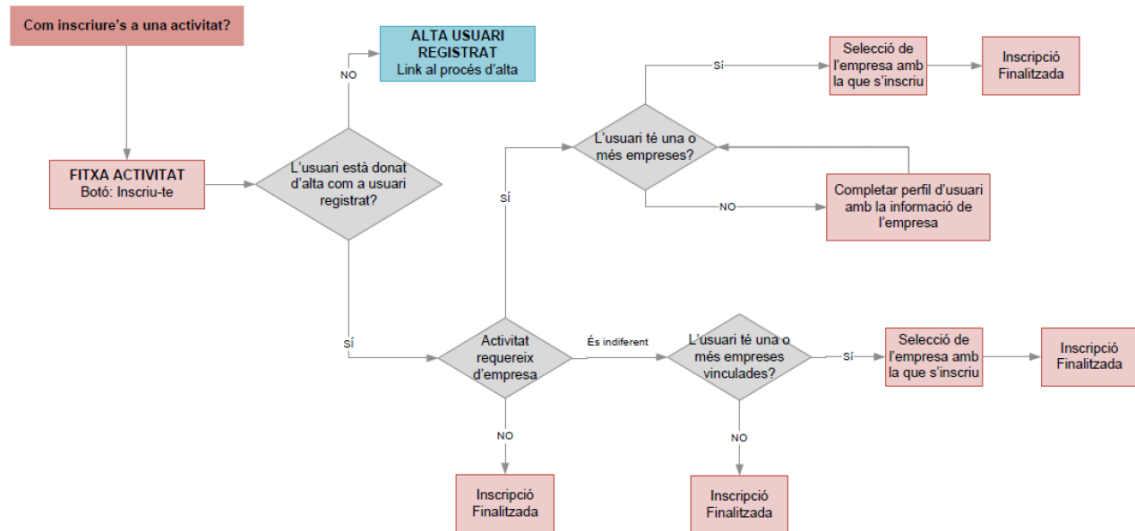 Com inscriure's a una activitat?
ALTA USUARI
REGISTRAT
Link al procés d'alta
NO
Sí
Selecció de
l'empresa amb
la que s'inscriu
Inscripció
Finalitzada
L'usuari té una o
més empreses?
FITXA ACTIVITAT
Botó: Inscriu-te
L'usuari està donat
d'alta com a usuari
registrat?
SÍ
NO
Completar perfil d'usuari
amb la informació de
l'empresa
SÍ
Activitat
requereix
d'empresa
És indiferent
L'usuari té una o
més empreses
vinculades?
Sí
Selecció de
l'empresa amb
la que s'inscriu
Inscripció
Finalitzada
NO
NO
Inscripció
Finalitzada
Inscripció
Finalitzada